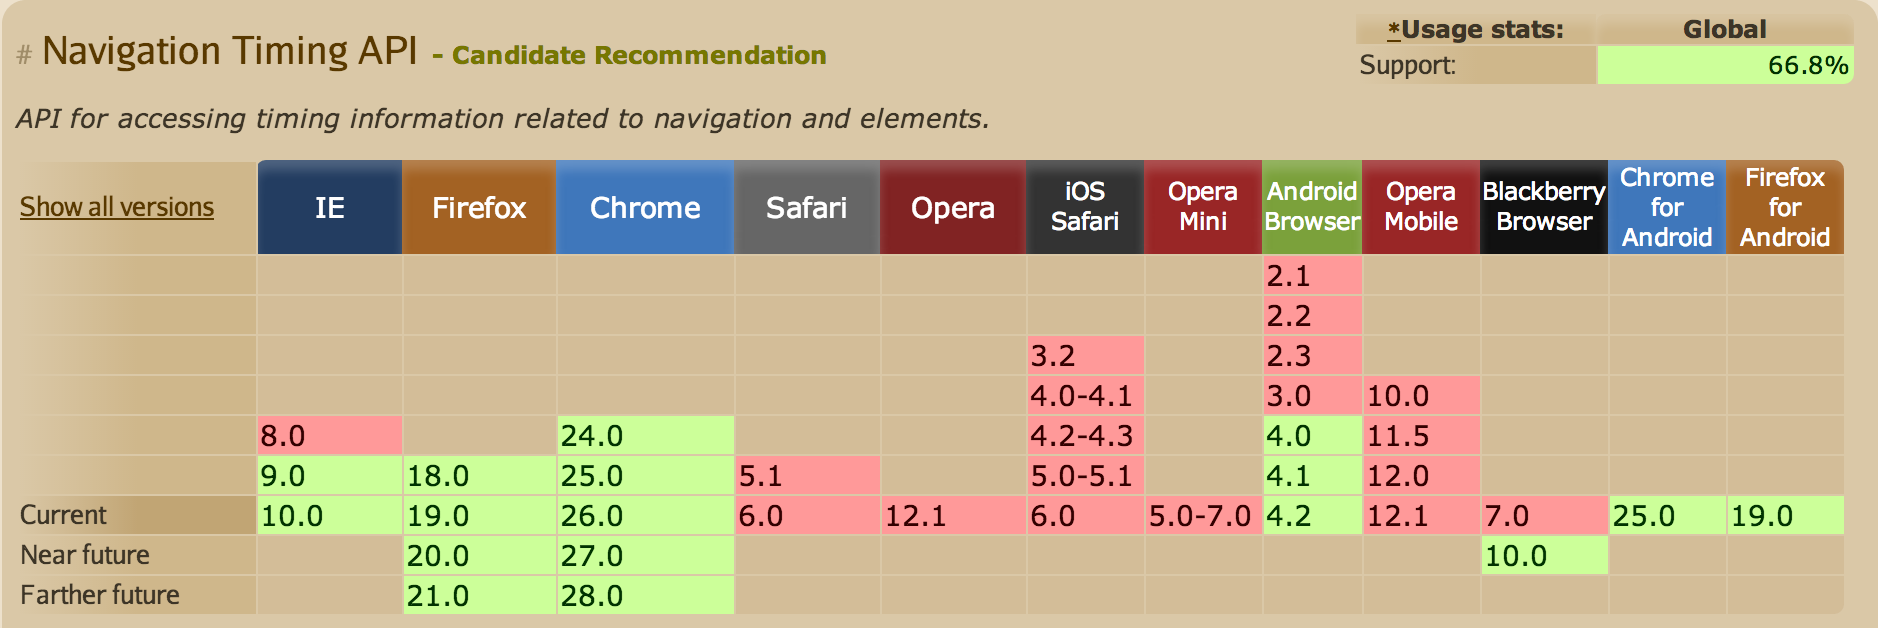 # Navigation Timing API - Candidate Recommendation
*Usage stats: Global
Support: 66.8%
API for accessing timing information related to navigation and elements.
Show all versions IE Firefox Chrome Safari Opera iOS Safari Opera Mini Android Browser Opera Mobile Blackberry Browser Chrome for Android Firefox for Android
2.1
2.2
3.2 2.3
4.0-4.1 3.0 10.0
8.0 24.0 4.2-4.3 4.0 11.5
9.0 18.0 25.0 5.1 5.0-5.1 4.1 12.0
Current 10.0 19.0 26.0 6.0 12.1 6.0 5.0-7.0 4.2 12.1 7.0 25.0 19.0
Near future 20.0 27.0 10.0
Farther future 21.0 28.0